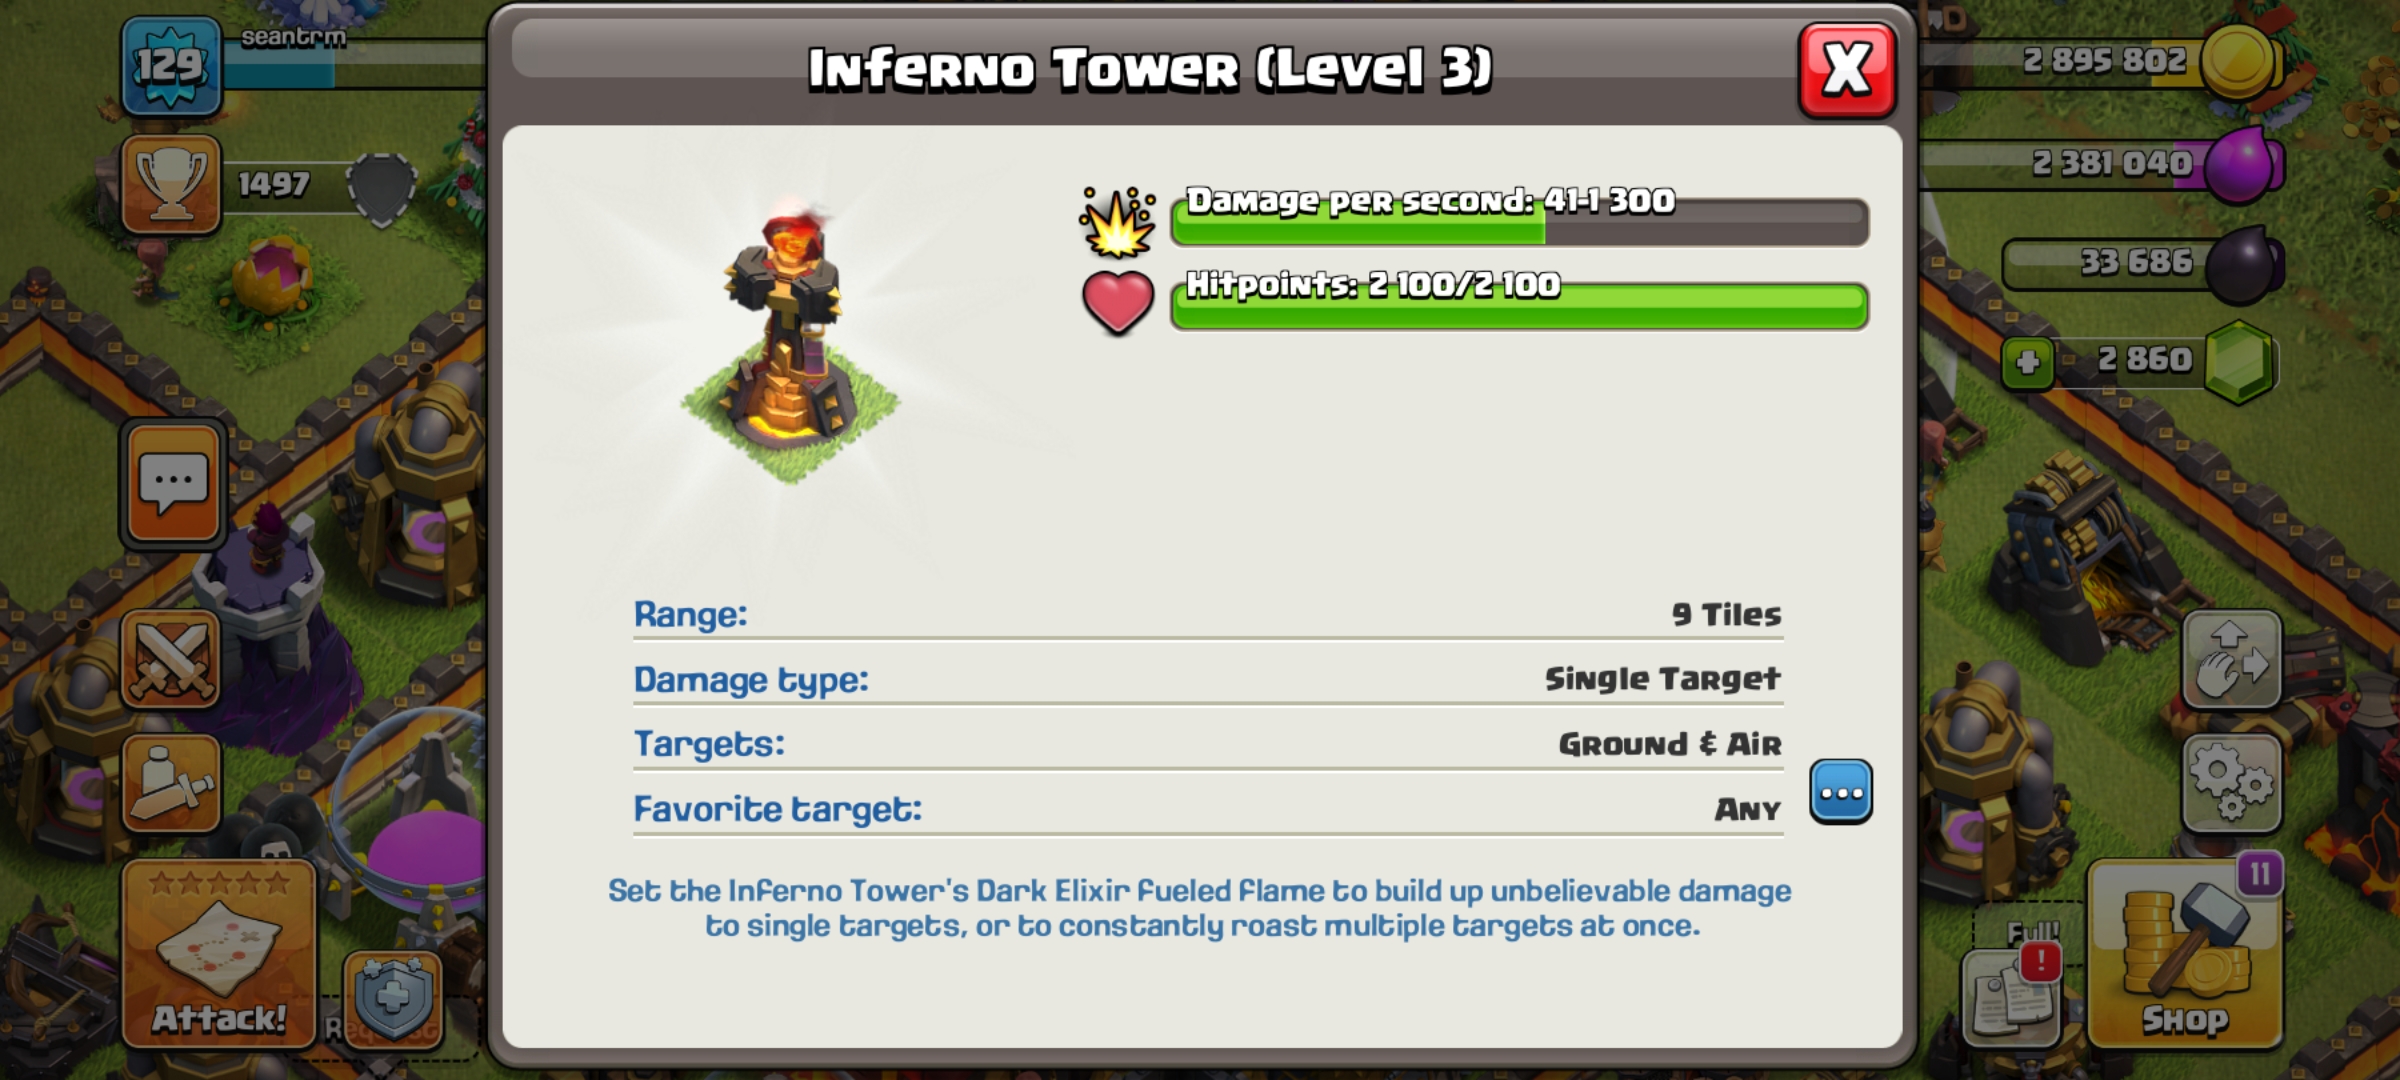 129
seantrm
1497
Inferno Tower (Level 3)
X
2 895 802
2 381 040
33 686
2 860
Damage per second: 41-1 300
Hitpoints: 2 100/2 100
Range: 9 Tiles
Damage type: Single Target
Targets: Ground & Air
Favorite target: Any
Set the Inferno Tower's Dark Elixir fueled flame to build up unbelievable damage
to single targets, or to constantly roast multiple targets at once.
Attack!
Request
Full!
!
11
Shop